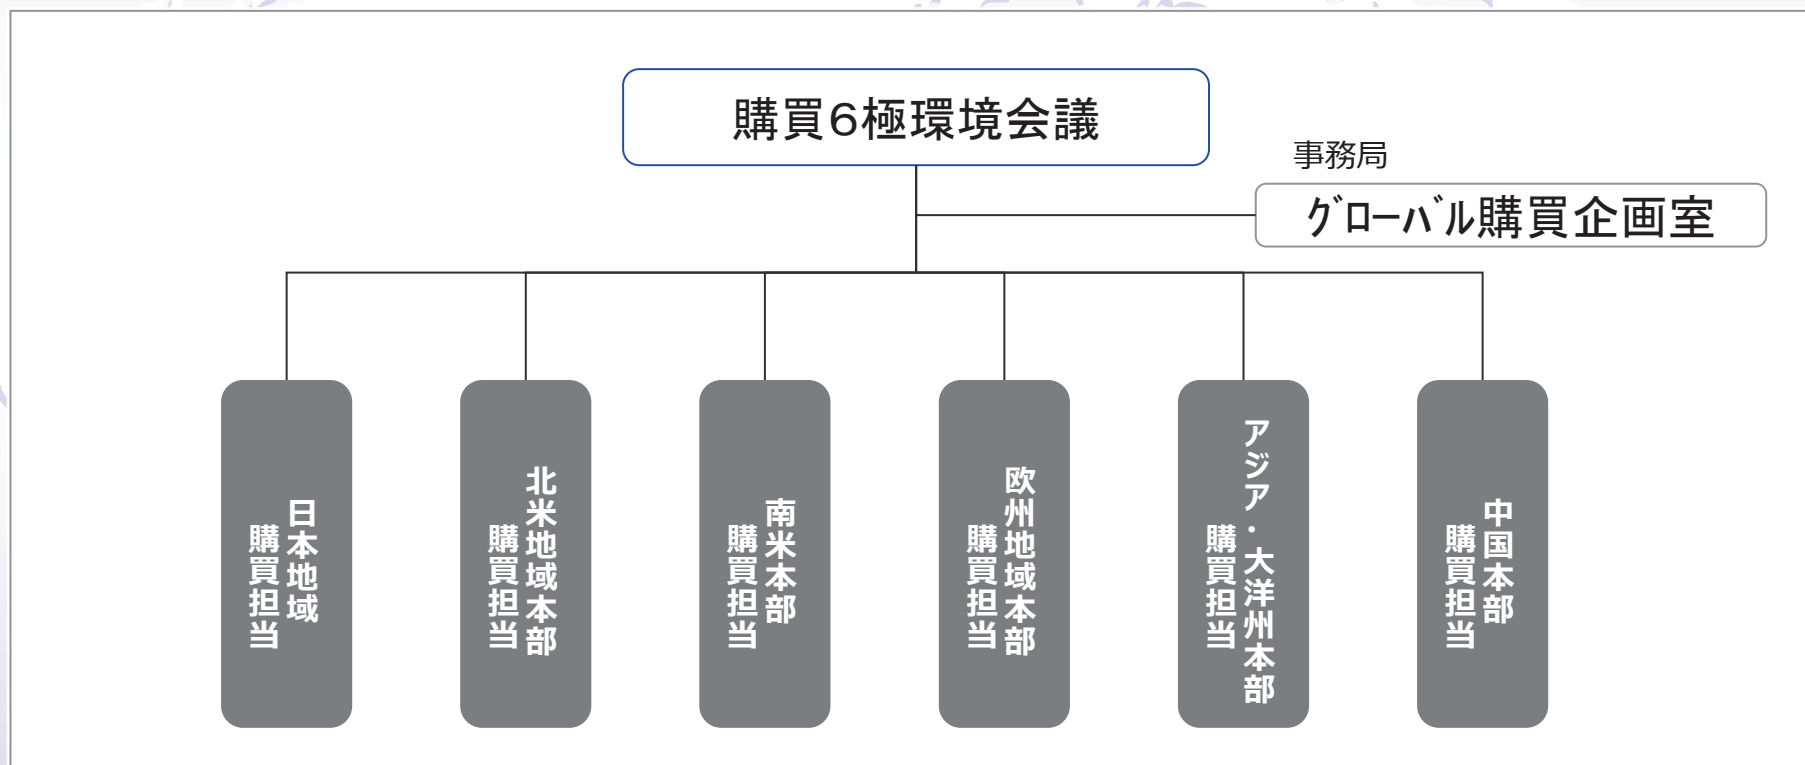 購買6極環境会議
事務局
グローバル購買企画室
日本地域
購買担当
北米地域本部
購買担当
南米本部
購買担当
欧州地域本部
購買担当
アジア・大洋州本部
購買担当
中国本部
購買担当